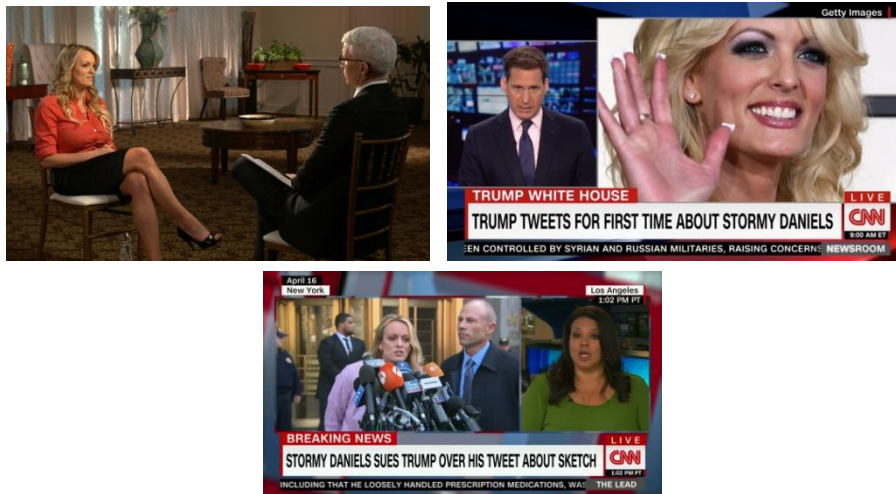 Getty Images
TRUMP WHITE HOUSE
LIVE
TRUMP TWEETS FOR FIRST TIME ABOUT STORMY DANIELS
CNN
9:00 AM ET
EEN CONTROLLED BY SYRIAN AND RUSSIAN MILITARIES, RAISING CONCERNS
NEWSROOM
April 16
New York
Los Angeles
1:02 PM PT
BREAKING NEWS
LIVE
STORMY DANIELS SUES TRUMP OVER HIS TWEET ABOUT SKETCH
CNN
1:02 PM PT
INCLUDING THAT HE LOOSELY HANDLED PRESCRIPTION MEDICATIONS, WAS
THE LEAD